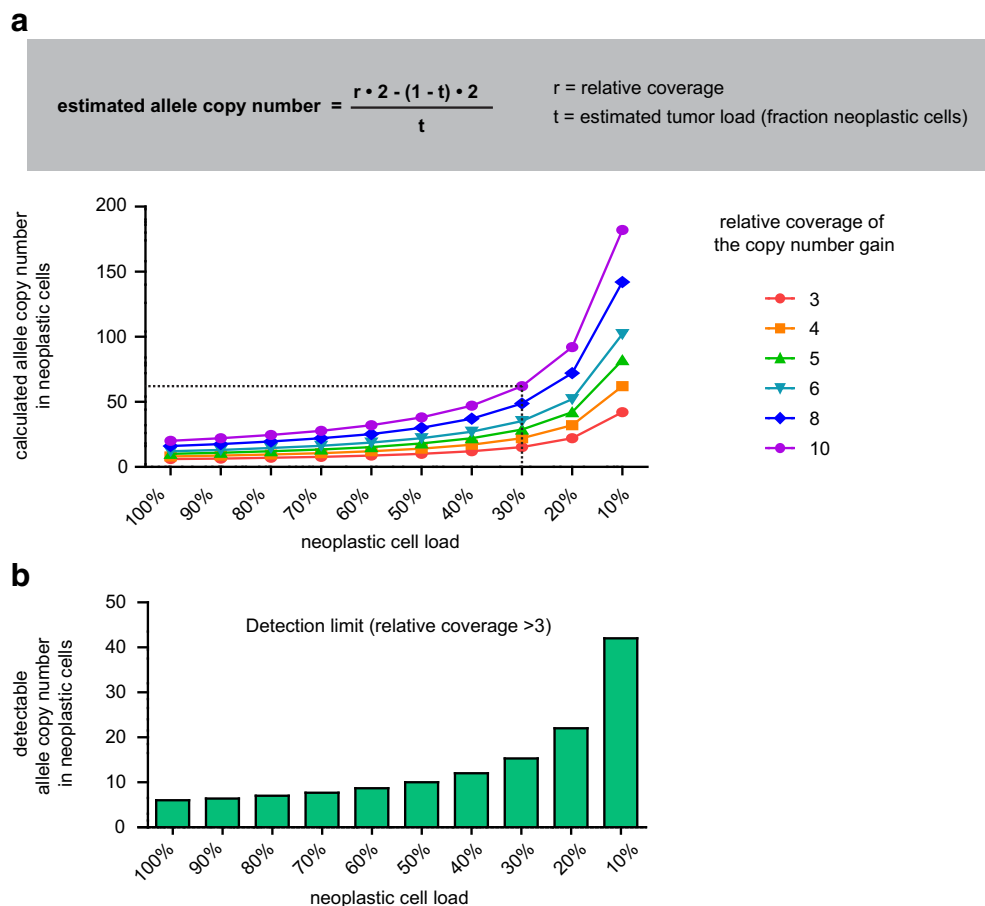 a
estimated allele copy number = r • 2 - (1 - t) • 2
t
r = relative coverage
t = estimated tumor load (fraction neoplastic cells)
calculated allele copy number
in neoplastic cells
200
150
100
50
0
100%
90%
80%
70%
60%
50%
40%
30%
20%
10%
neoplastic cell load
relative coverage of
the copy number gain
3
4
5
6
8
10
b
Detection limit (relative coverage >3)
detectable
allele copy number
in neoplastic cells
50
40
30
20
10
0
100%
90%
80%
70%
60%
50%
40%
30%
20%
10%
neoplastic cell load